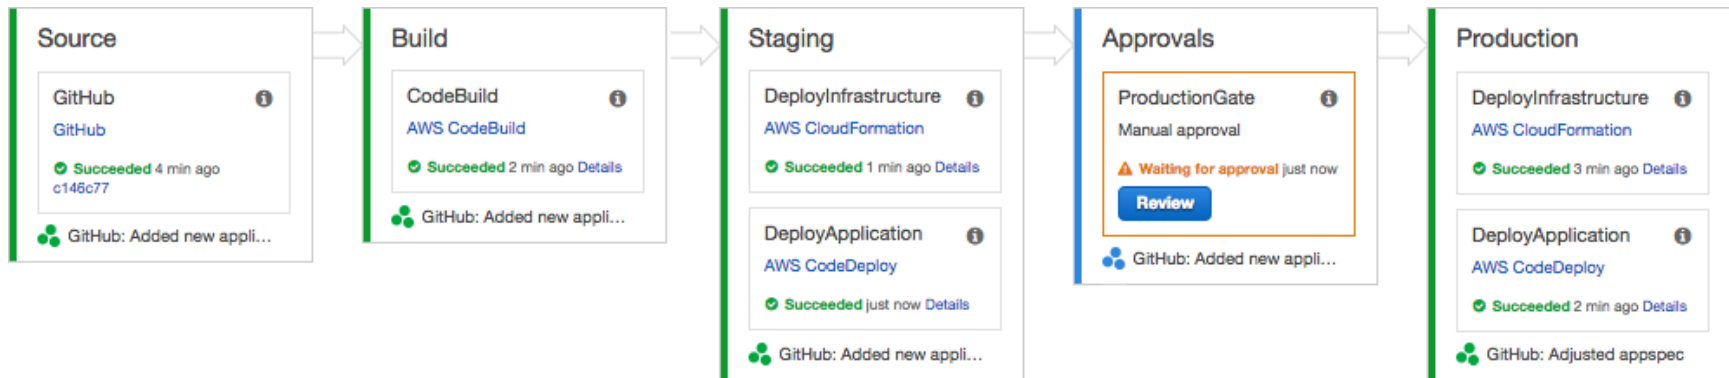 Source
GitHub
GitHub
Succeeded 4 min ago
c146c77
GitHub: Added new appli...
Build
CodeBuild
AWS CodeBuild
Succeeded 2 min ago Details
GitHub: Added new appli...
Staging
DeployInfrastructure
AWS CloudFormation
Succeeded 1 min ago Details
DeployApplication
AWS CodeDeploy
Succeeded just now Details
GitHub: Added new appli...
Approvals
ProductionGate
Manual approval
Waiting for approval just now
Review
GitHub: Added new appli...
Production
DeployInfrastructure
AWS CloudFormation
Succeeded 3 min ago Details
DeployApplication
AWS CodeDeploy
Succeeded 2 min ago Details
GitHub: Adjusted appspec